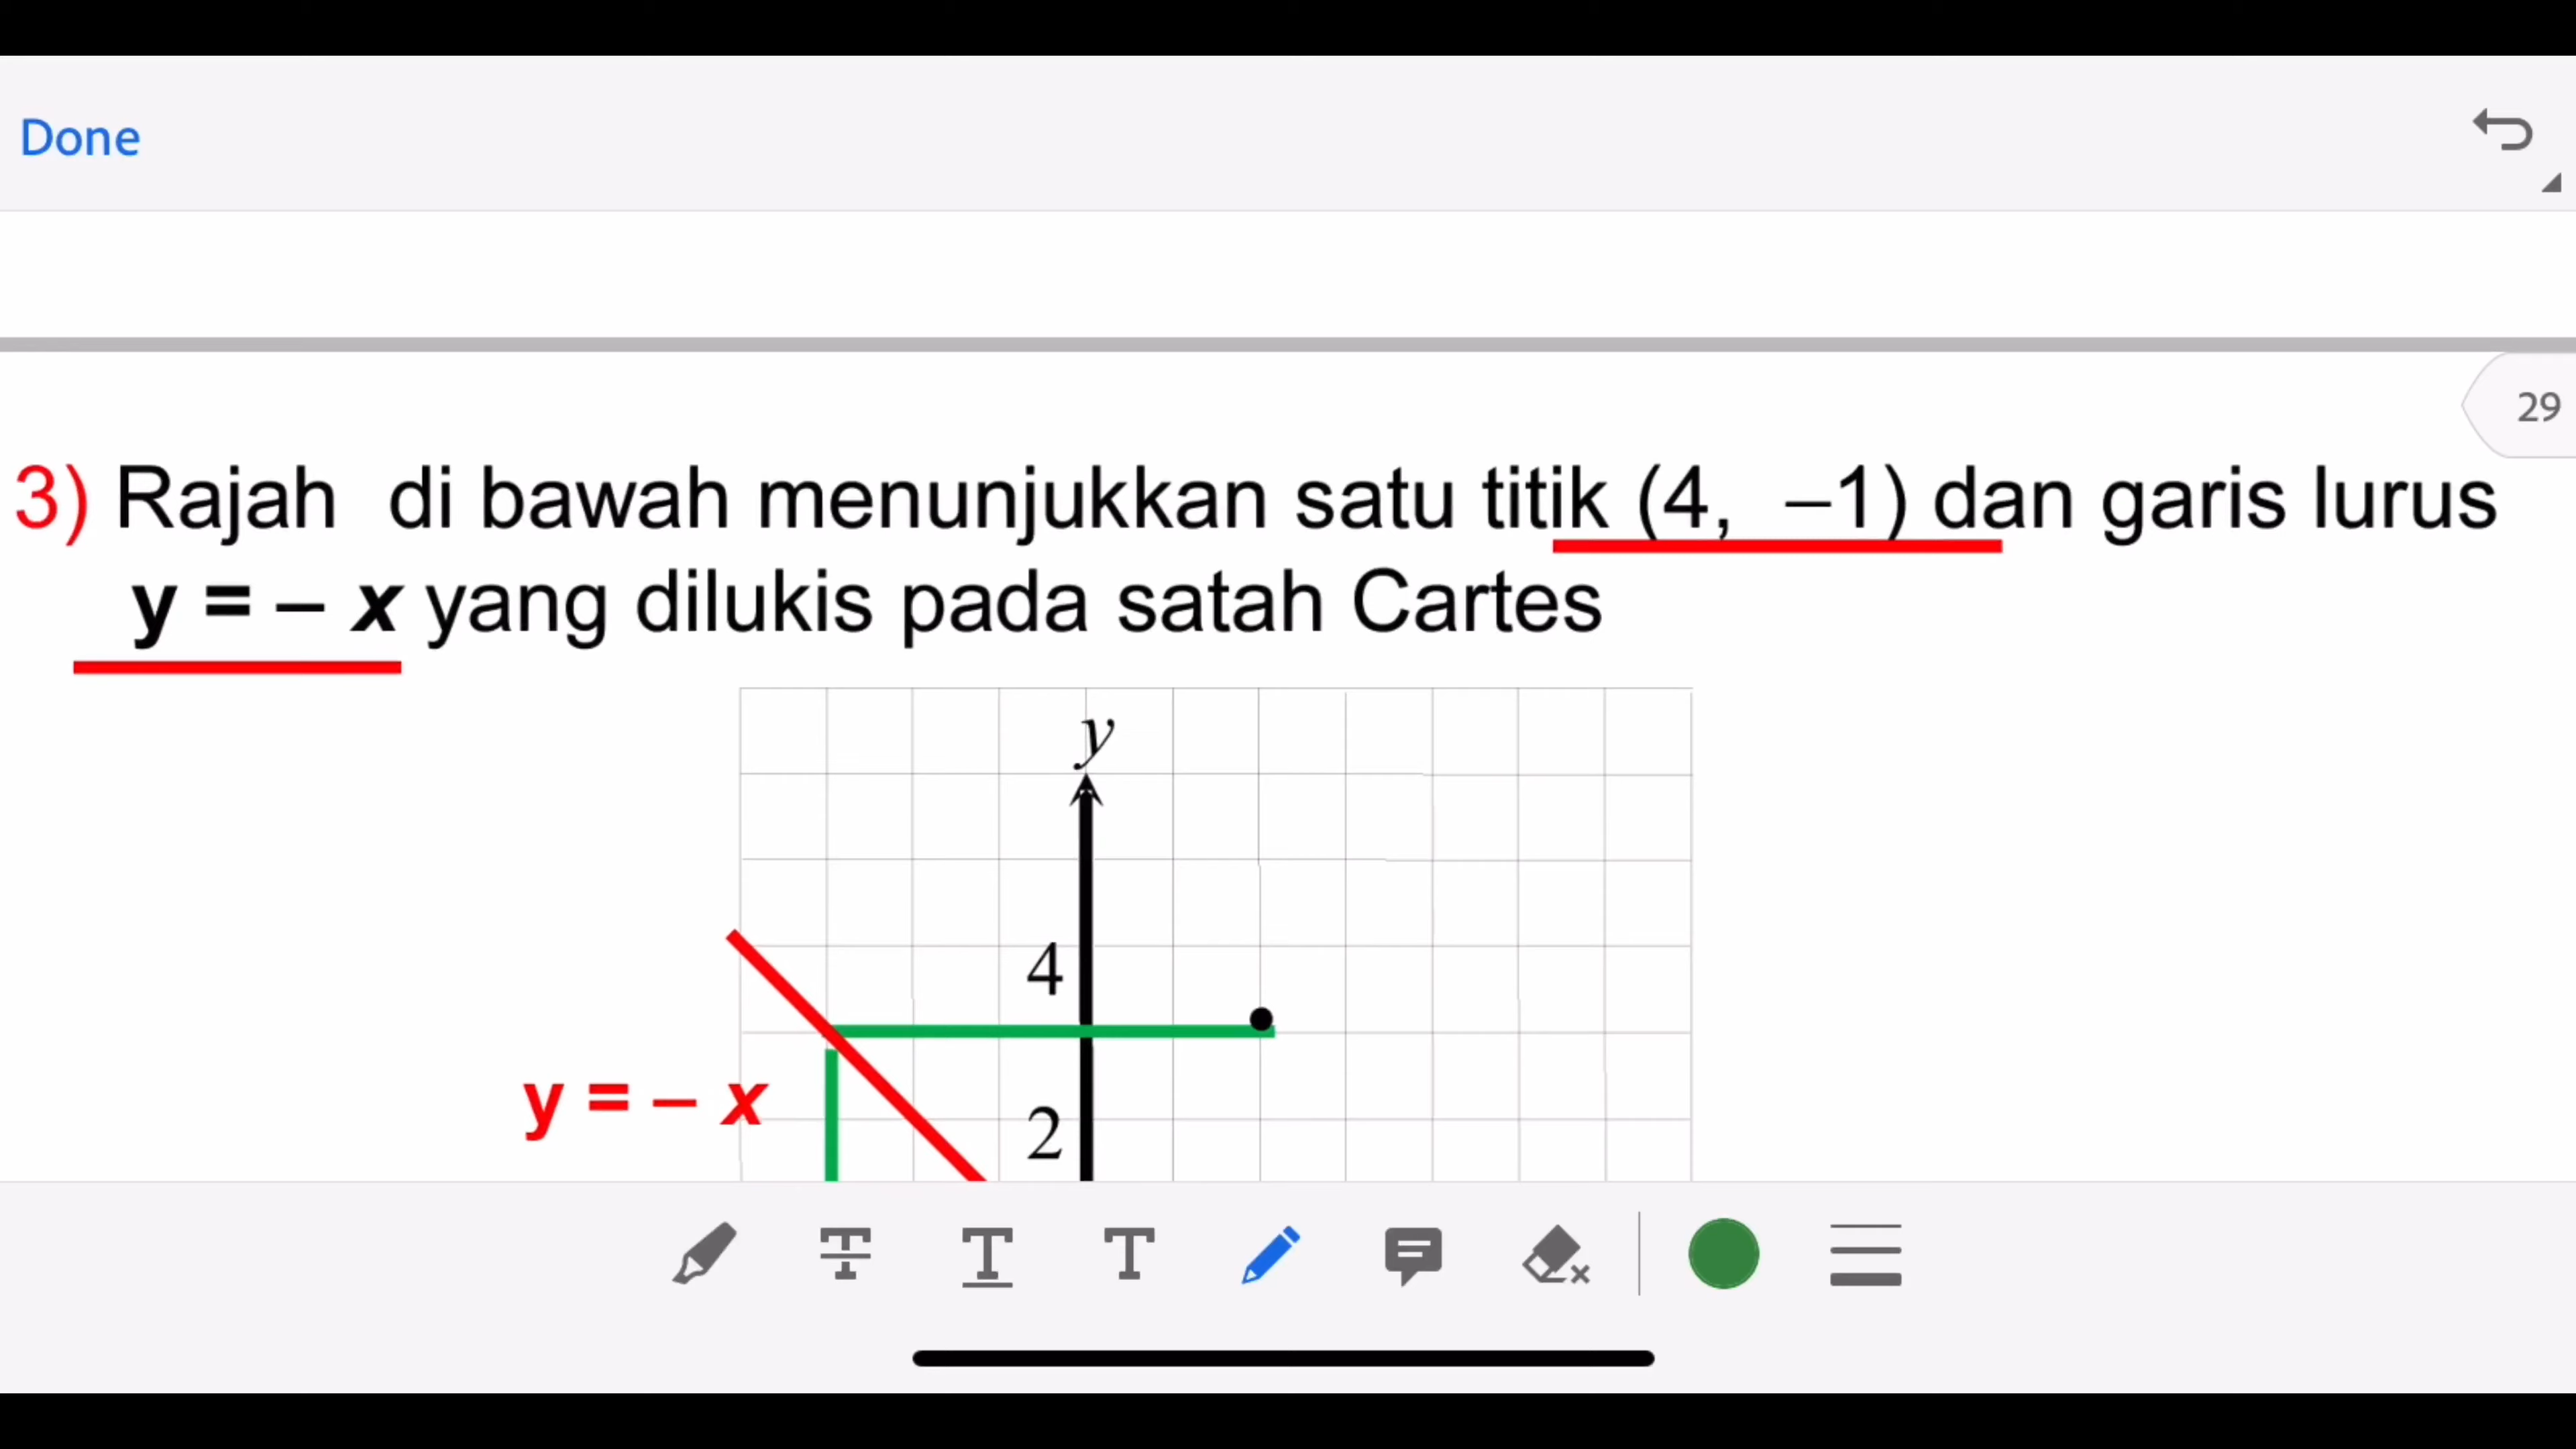 Done
29
3) Rajah di bawah menunjukkan satu titik (4, –1) dan garis lurus
y = – x yang dilukis pada satah Cartes
y
4
y = – x
2